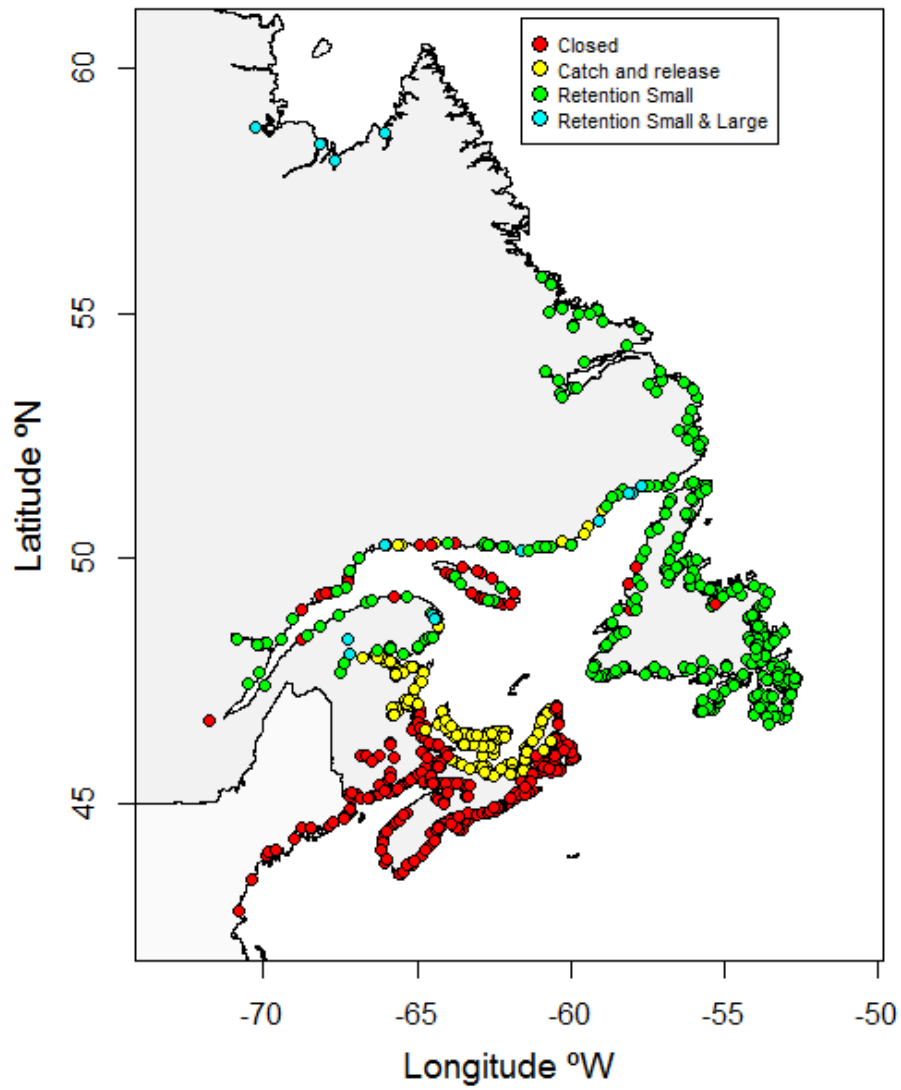 Closed
Catch and release
Retention Small
Retention Small & Large
60
55
50
45
Latitude ºN
-70
-65
-60
-55
-50
Longitude ºW